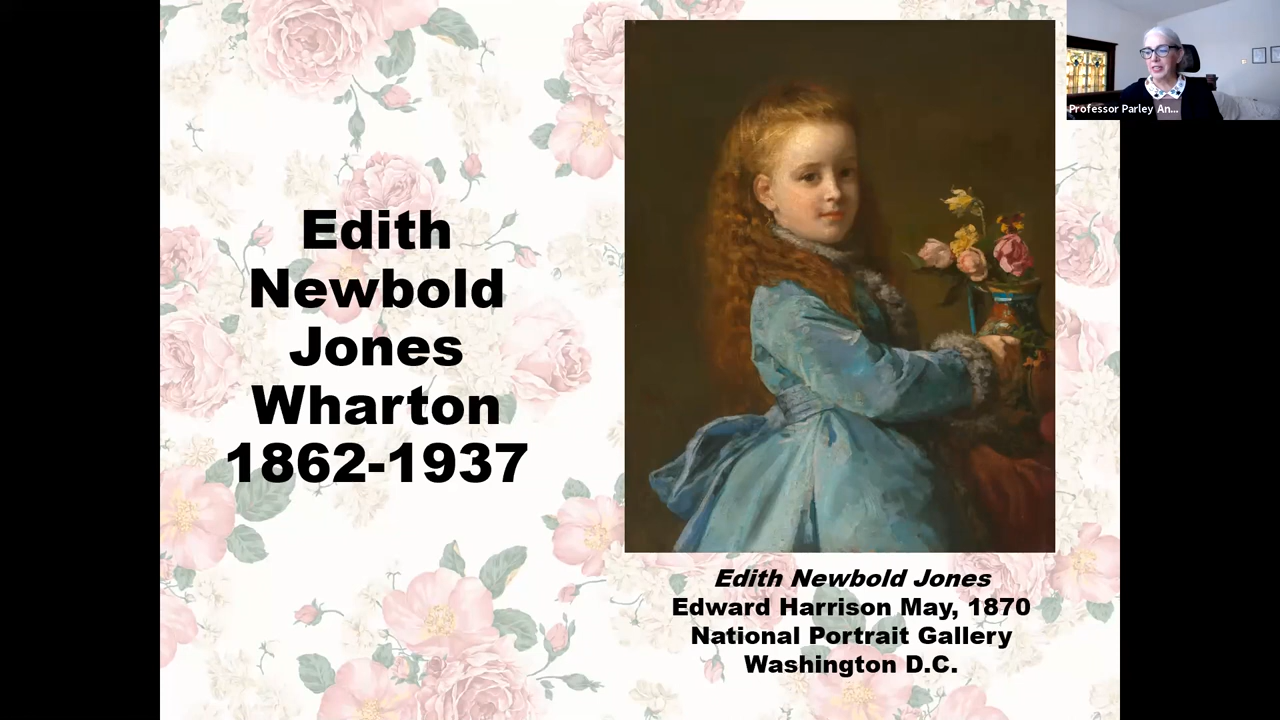 Edith
Newbold
Jones
Wharton
1862-1937
Edith Newbold Jones
Edward Harrison May, 1870
National Portrait Gallery
Washington D.C.
Professor Parley An...